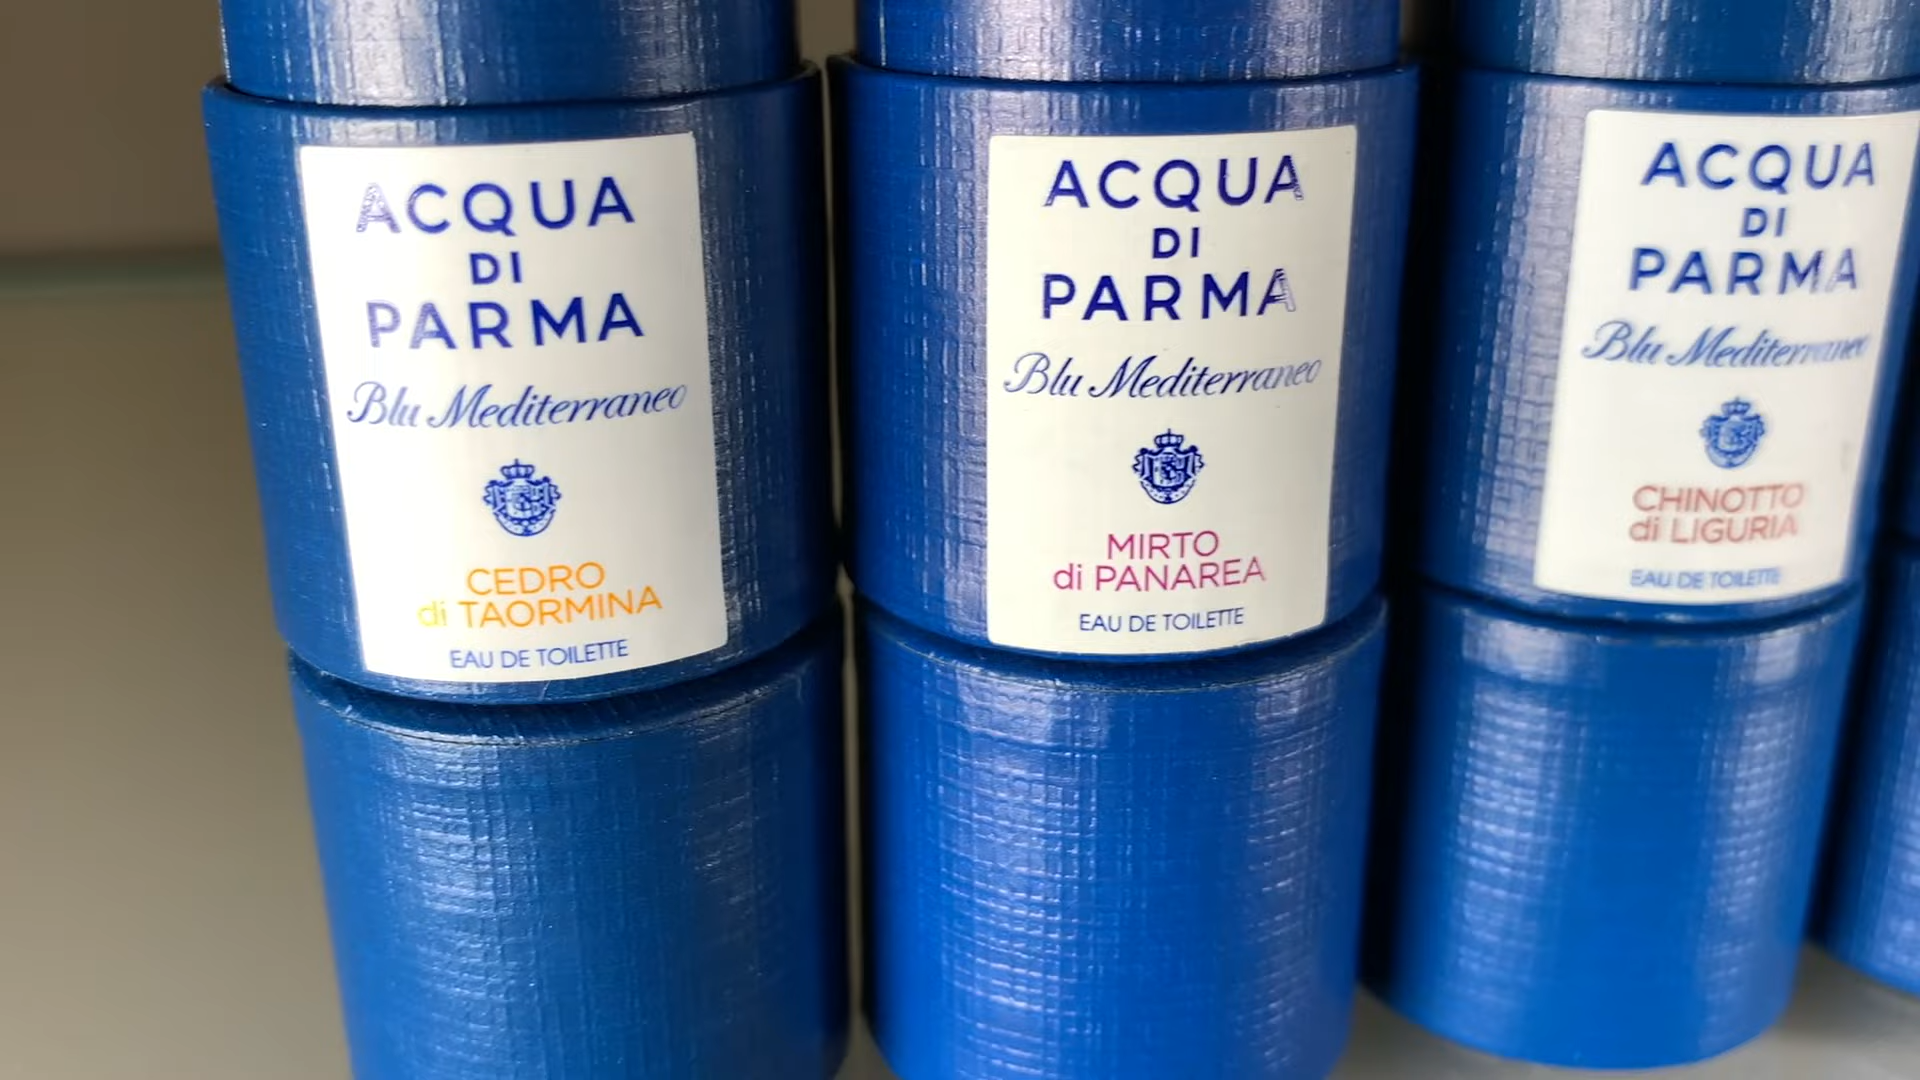 ACQUA
DI
PARMA
Blu Mediterraneo
CEDRO
di TAORMINA
EAU DE TOILETTE
ACQUA
DI
PARMA
Blu Mediterraneo
MIRTO
di PANAREA
EAU DE TOILETTE
ACQUA
DI
PARMA
Blu Mediterraneo
CHINOTTO
di LIGURIA
EAU DE TOILETTE